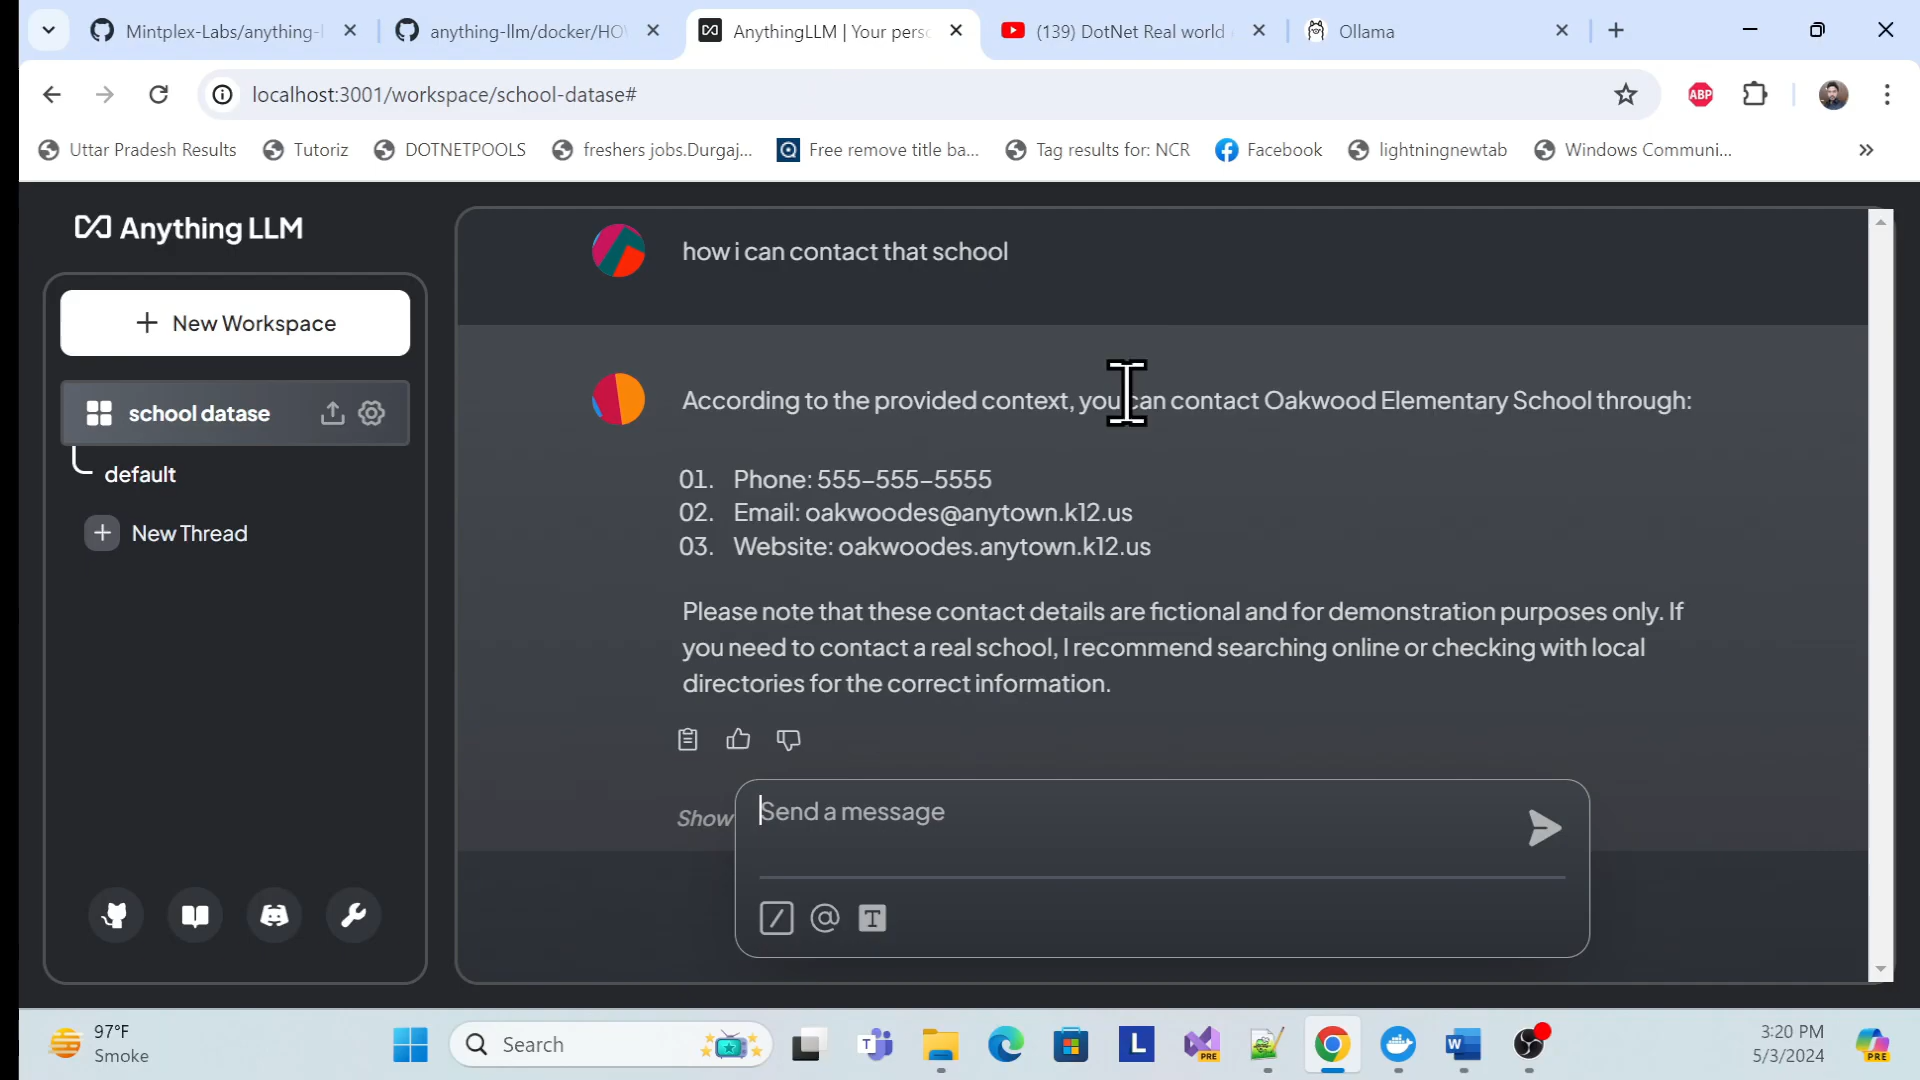 Mintplex-Labs/anything-l
anything-llm/docker/HOW
AnythingLLM | Your perso
(139) DotNet Real world
Ollama
localhost:3001/workspace/school-datase#
ABP
Uttar Pradesh Results
Tutoriz
DOTNETPOOLS
freshers jobs.Durgaj...
Free remove title ba...
Tag results for: NCR
Facebook
lightningnewtab
Windows Communi...
Anything LLM
New Workspace
school datase
default
New Thread
how i can contact that school
According to the provided context, you can contact Oakwood Elementary School through:
01. Phone: 555-555-5555
02. Email: oakwoodes@anytown.k12.us
03. Website: oakwoodes.anytown.k12.us
Please note that these contact details are fictional and for demonstration purposes only. If
you need to contact a real school, I recommend searching online or checking with local
directories for the correct information.
Show
Send a message
97°F
Smoke
Search
L
PRE
W
3:20 PM
5/3/2024
PRE